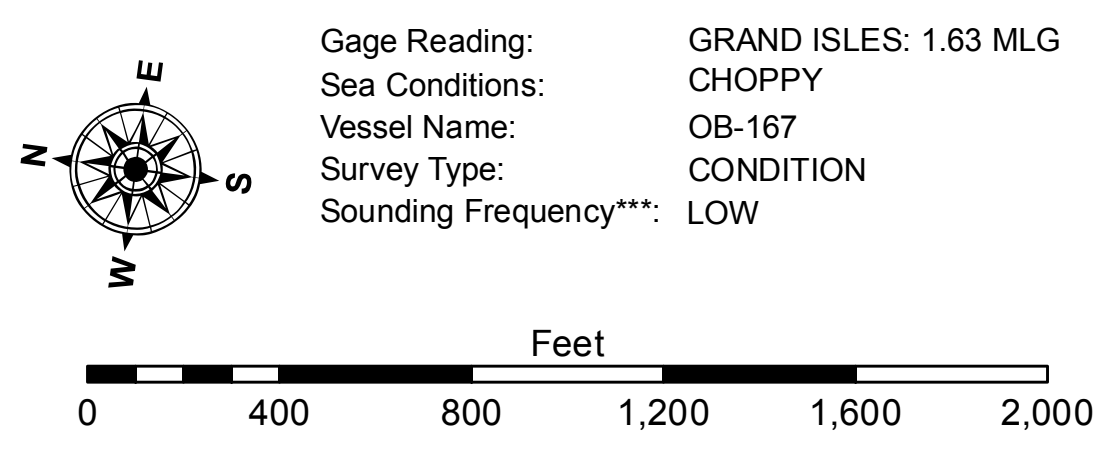 E
N
S
W
Gage Reading: GRAND ISLES: 1.63 MLG
Sea Conditions: CHOPPY
Vessel Name: OB-167
Survey Type: CONDITION
Sounding Frequency***: LOW
Feet
0 400 800 1,200 1,600 2,000